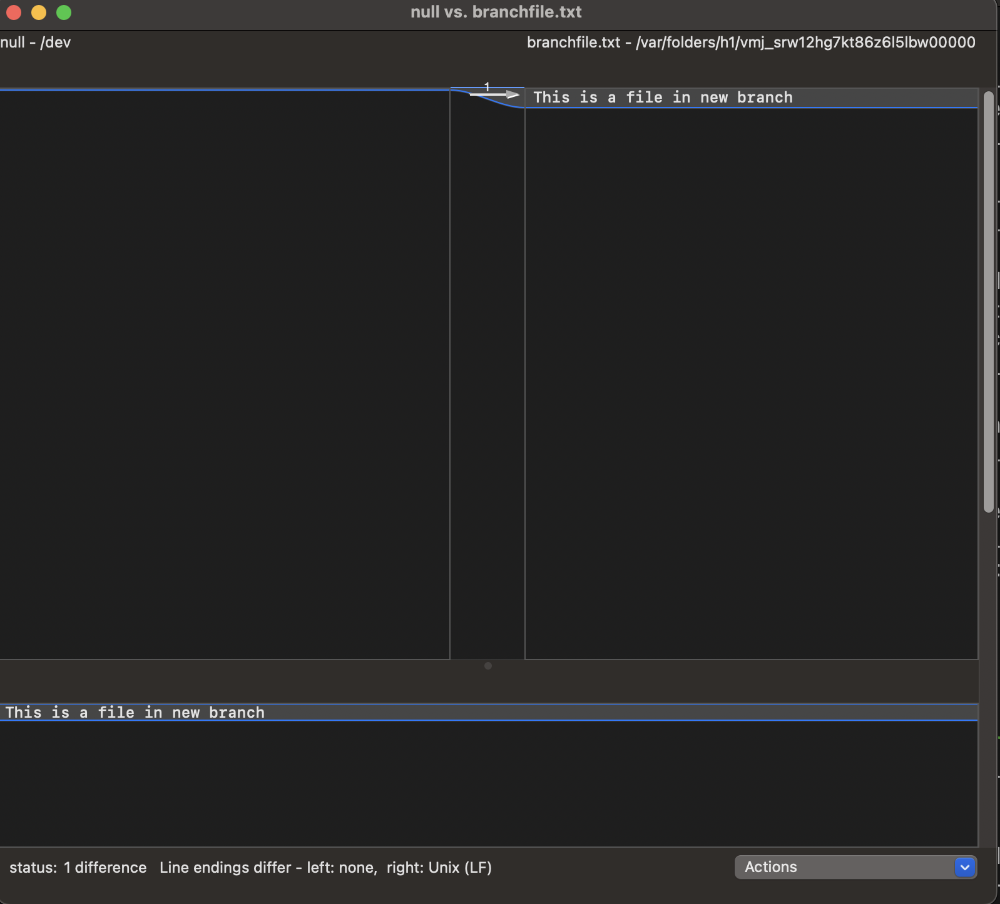 null vs. branchfile.txt
null - /dev
branchfile.txt - /var/folders/h1/vmj_srw12hg7kt86z6l5lbw00000
1
This is a file in new branch
This is a file in new branch
status: 1 difference Line endings differ - left: none, right: Unix (LF)
Actions